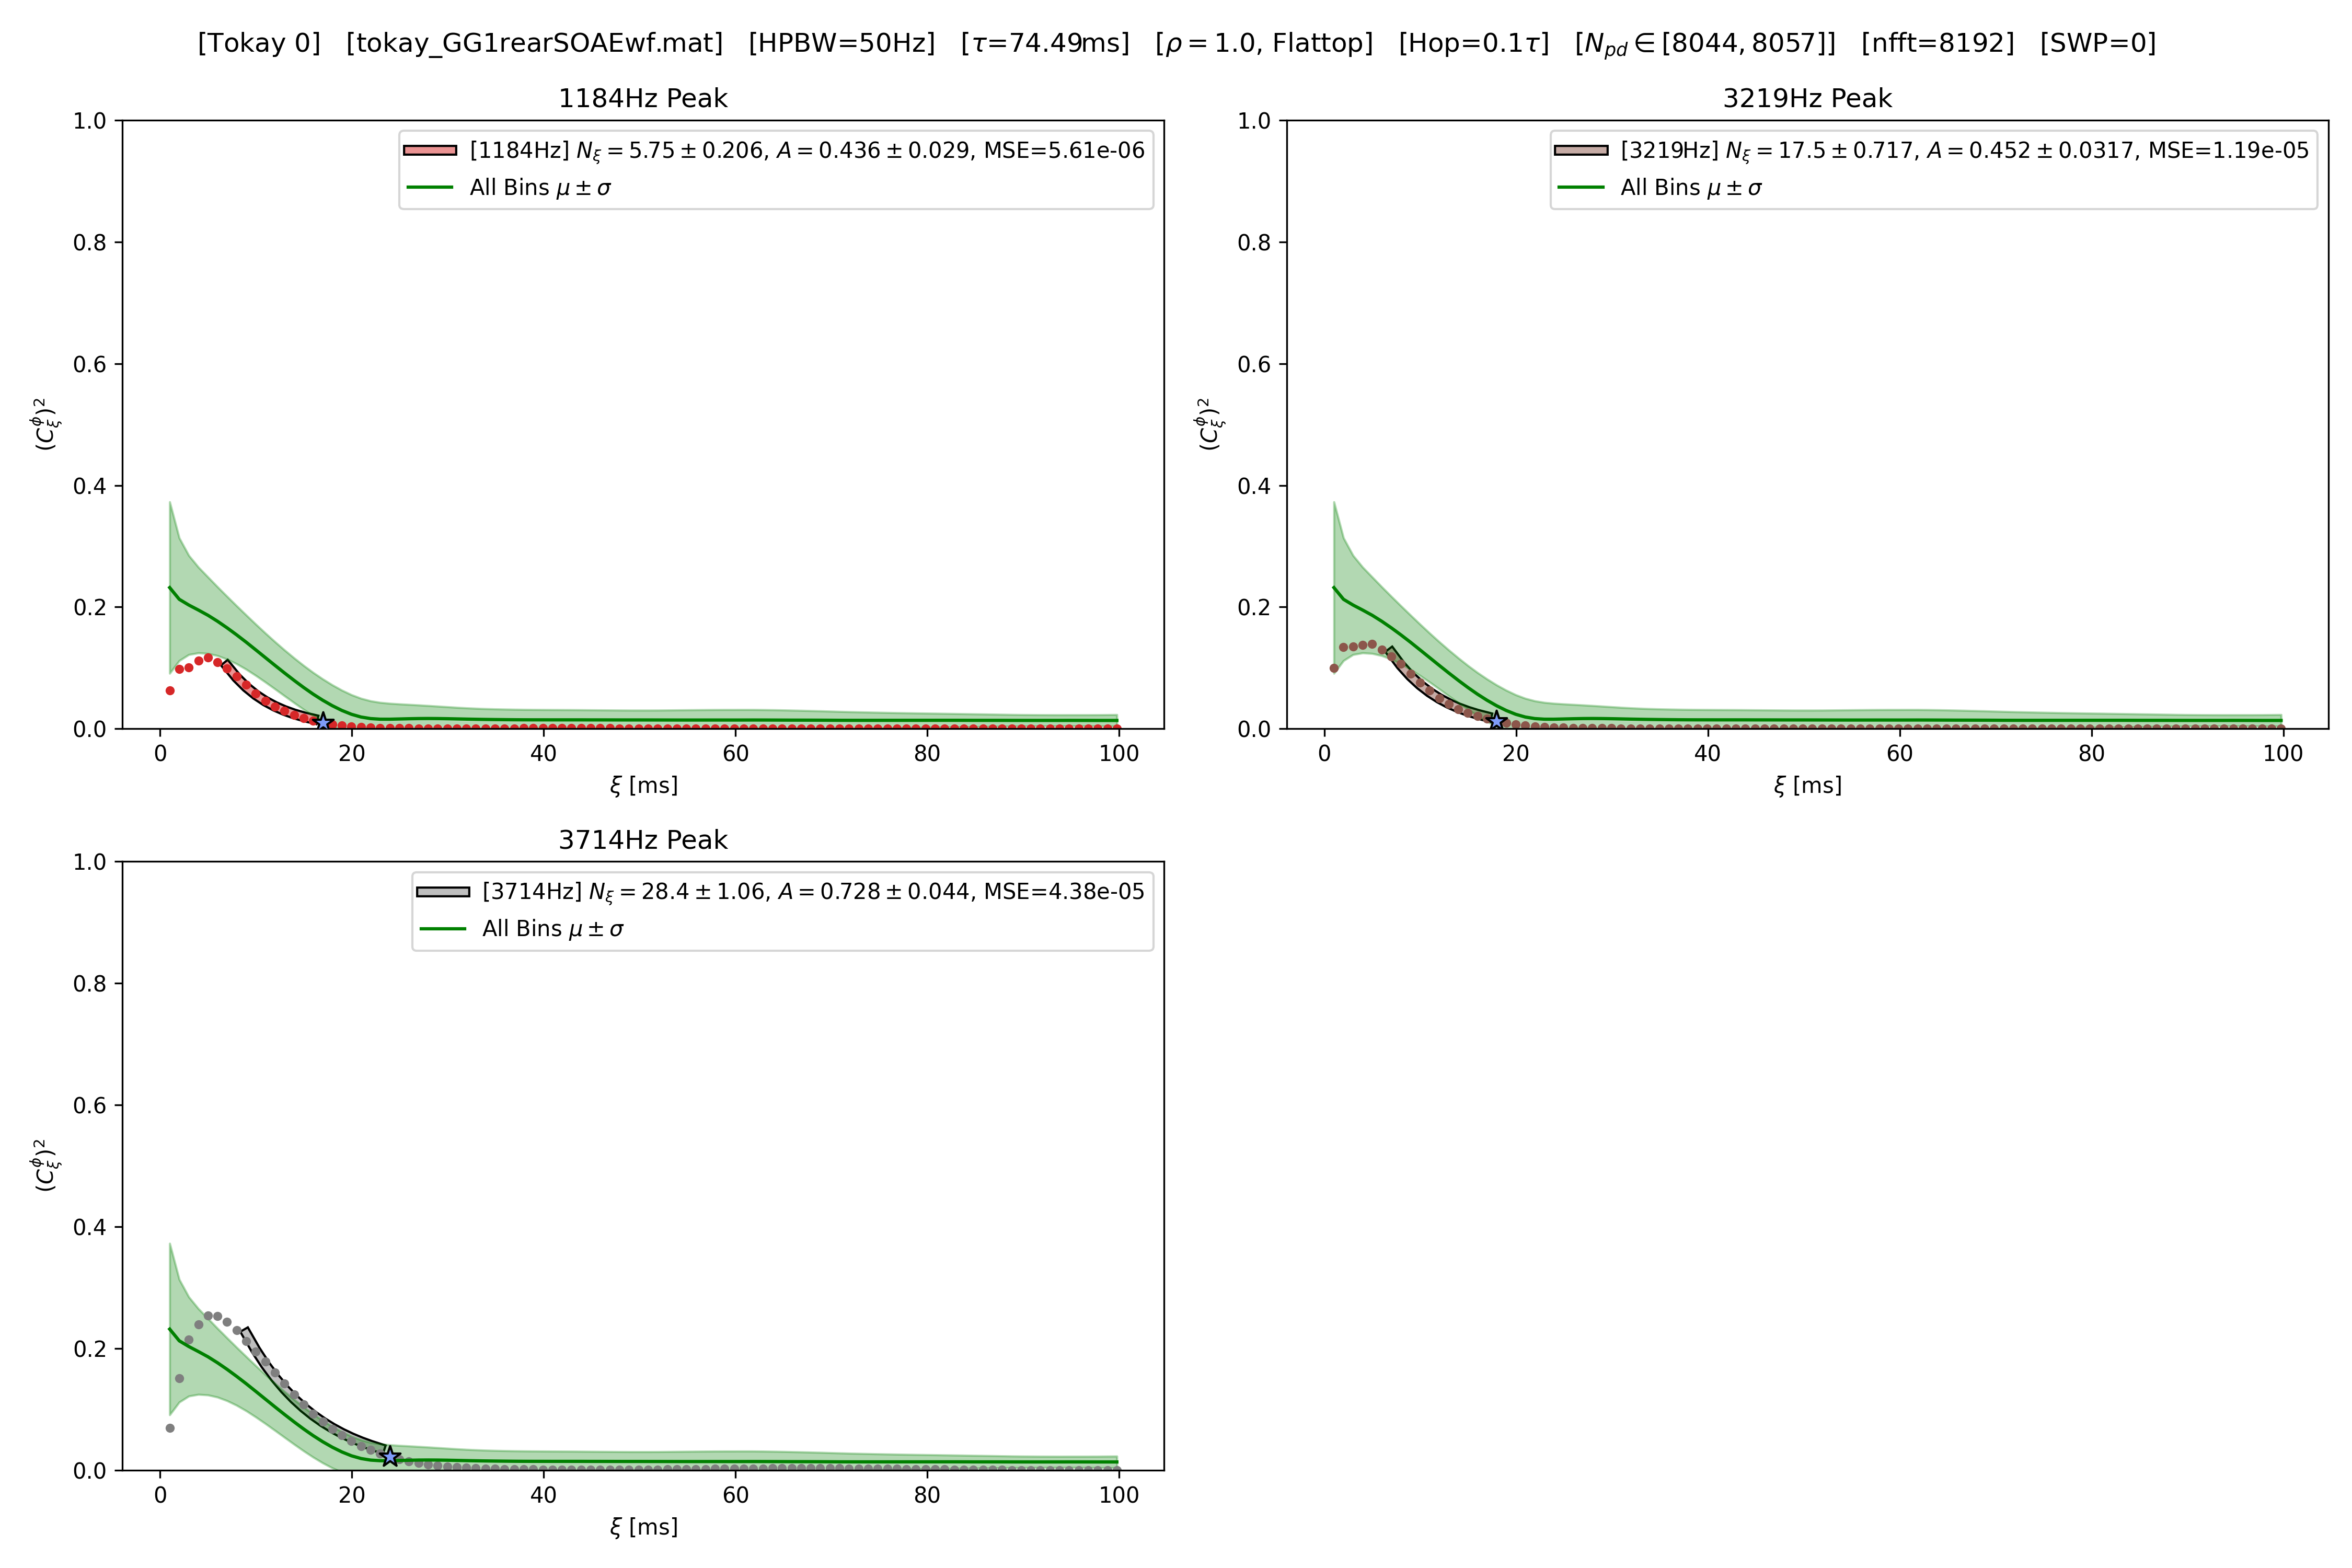 [Tokay 0] [tokay_GG1rearSOAEwf.mat] [HPBW=50Hz] [τ=74.49ms] [ρ = 1.0, Flattop] [Hop=0.1τ] [N_pd ∈ [8044, 8057]] [nfft=8192] [SWP=0]
1184Hz Peak
[1184Hz] N_ξ = 5.75 ± 0.206, A = 0.436 ± 0.029, MSE=5.61e-06
All Bins μ ± σ
1.0
0.8
0.6
0.4
0.2
0.0
(C_ξ^φ)²
0 20 40 60 80 100
ξ [ms]
3219Hz Peak
[3219Hz] N_ξ = 17.5 ± 0.717, A = 0.452 ± 0.0317, MSE=1.19e-05
All Bins μ ± σ
1.0
0.8
0.6
0.4
0.2
0.0
(C_ξ^φ)²
0 20 40 60 80 100
ξ [ms]
3714Hz Peak
[3714Hz] N_ξ = 28.4 ± 1.06, A = 0.728 ± 0.044, MSE=4.38e-05
All Bins μ ± σ
1.0
0.8
0.6
0.4
0.2
0.0
(C_ξ^φ)²
0 20 40 60 80 100
ξ [ms]